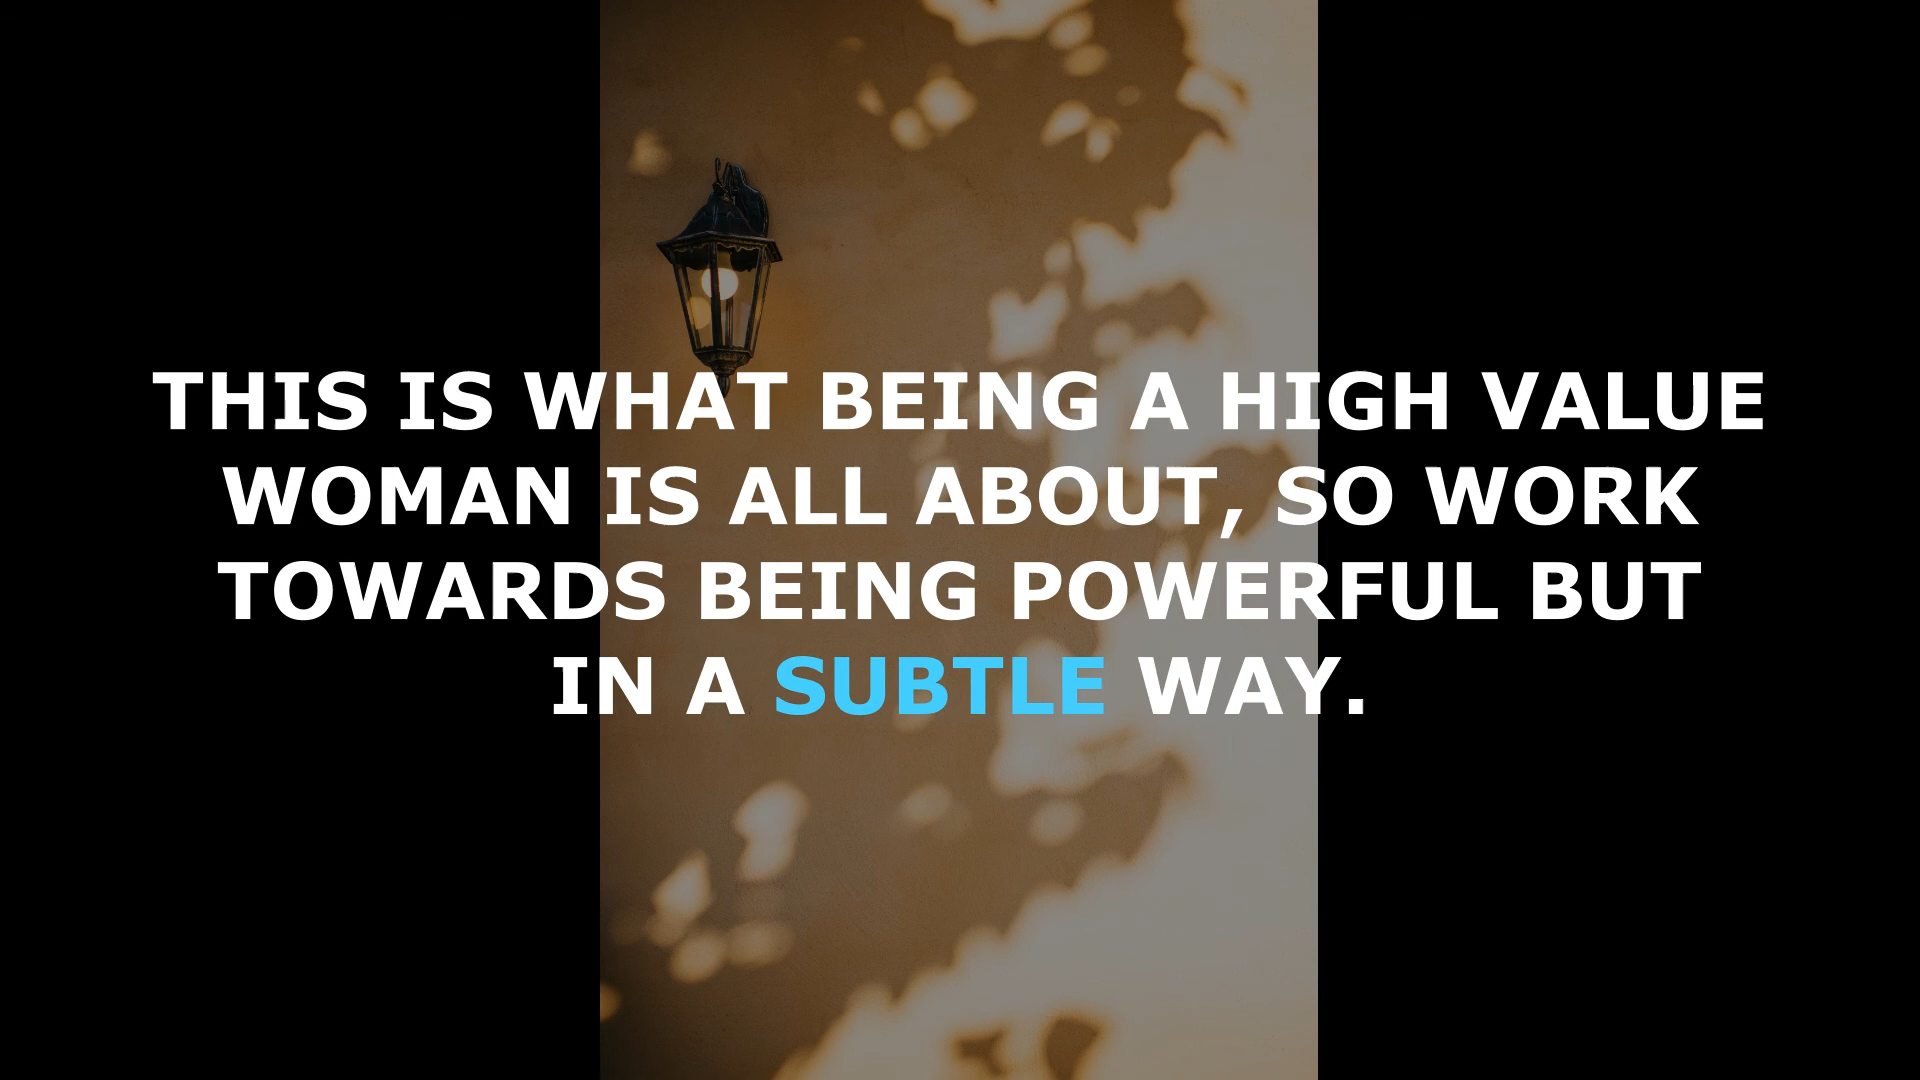 THIS IS WHAT BEING A HIGH VALUE
WOMAN IS ALL ABOUT, SO WORK
TOWARDS BEING POWERFUL BUT
IN A SUBTLE WAY.